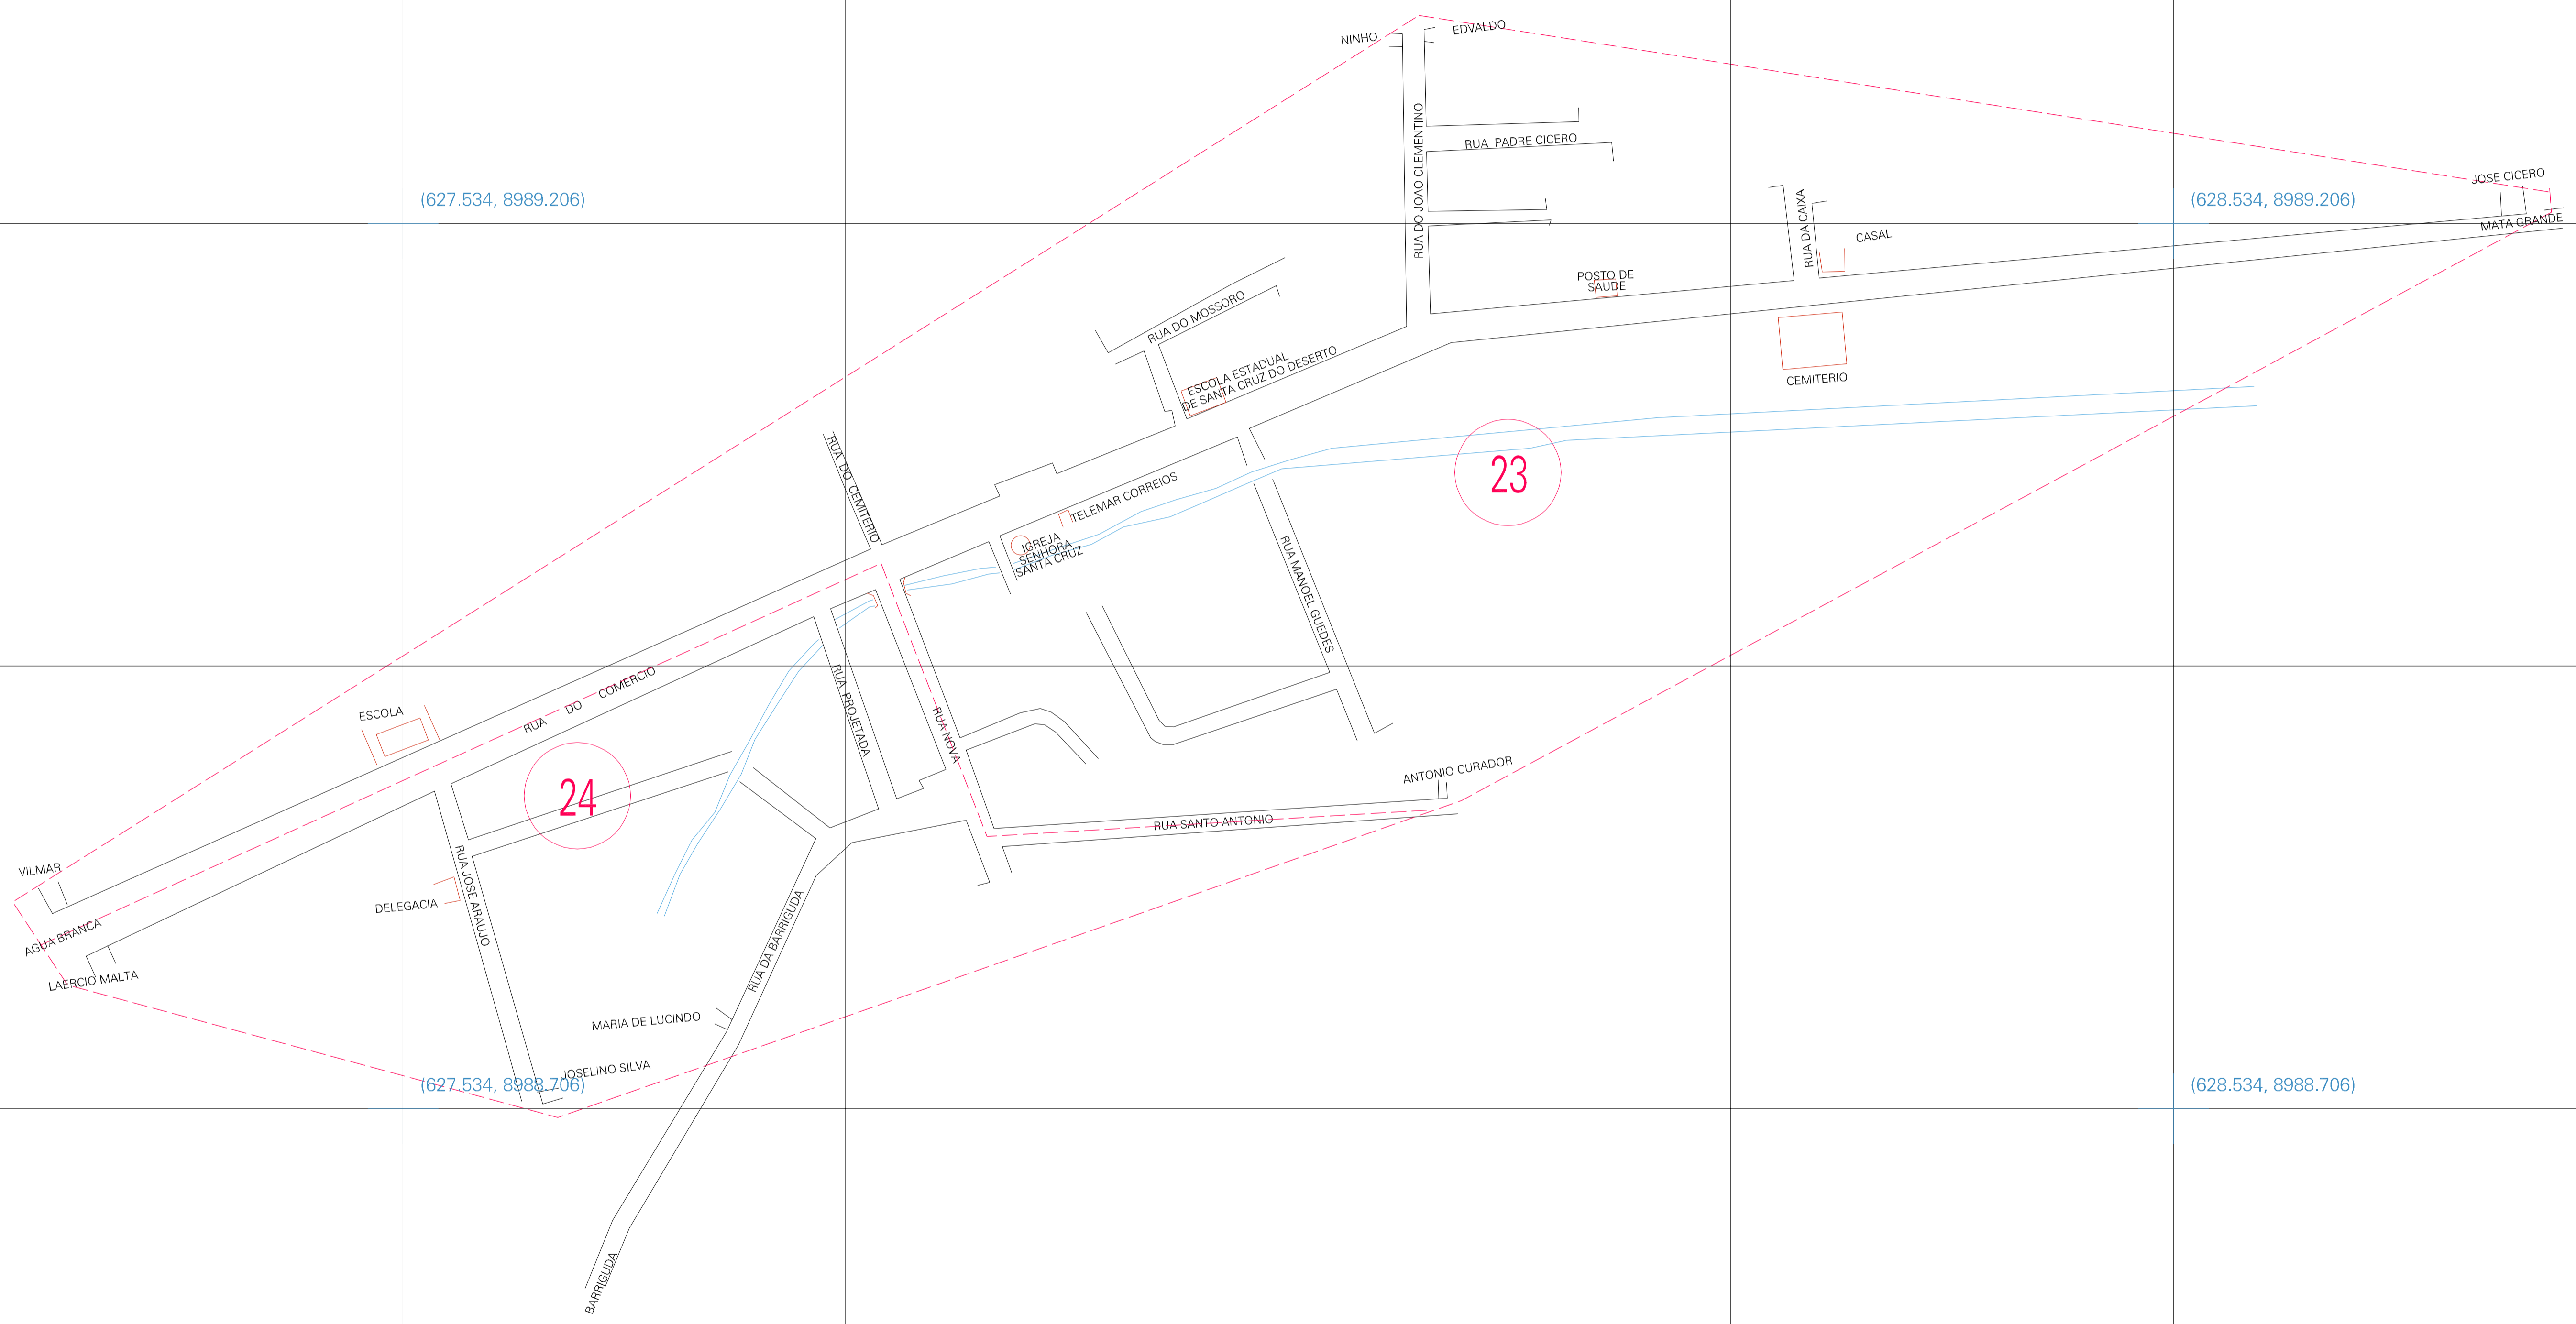 NINHO
EDVALDO
RUA DO JOAO CLEMENTINO
RUA PADRE CICERO
JOSE CICERO
(627.534, 8989.206)
(628.534, 8989.206)
MATA GRANDE
RUA DA CAIXA
CASAL
POSTO DE
SAUDE
RUA DO MOSSORO
ESCOLA ESTADUAL
DE SANTA CRUZ DO DESERTO
CEMITERIO
RUA DO CEMITERIO
TELEMAR CORREIOS
23
IGREJA
SENHORA
SANTA CRUZ
RUA MANOEL GUEDES
RUA DO COMERCIO
ESCOLA
RUA PROJETADA
RUA NOVA
24
ANTONIO CURADOR
RUA SANTO ANTONIO
VILMAR
RUA JOSE ARAUJO
DELEGACIA
AGUA BRANCA
LAERCIO MALTA
RUA DA BARRIGUDA
MARIA DE LUCINDO
JOSELINO SILVA
(627.534, 8988.706)
(628.534, 8988.706)
BARRIGUDA